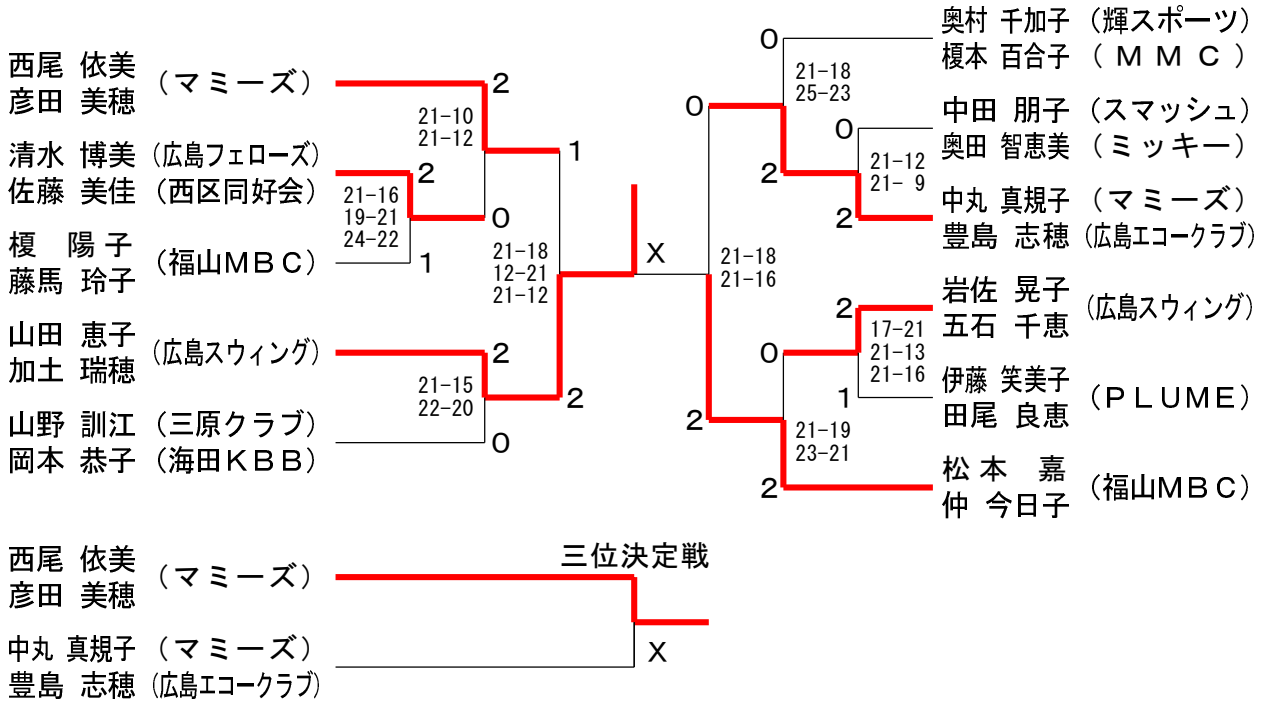 西尾 依美
彦田 美穂
(マミーズ)
2
21-10
21-12
清水 博美 (広島フェローズ)
佐藤 美佳 (西区同好会)
2
21-16
19-21
24-22
0
榎 陽子
藤馬 玲子
(福山MBC)
1
1
21-18
12-21
21-12
山田 恵子
加土 瑞穂
(広島スウィング)
2
21-15
22-20
2
山野 訓江 (三原クラブ)
岡本 恭子 (海田KBB)
0
X
奥村 千加子 (輝スポーツ)
榎本 百合子 (MMC)
0
21-18
25-23
0
中田 朋子 (スマッシュ)
奥田 智恵美 (ミッキー)
0
21-12
21- 9
2
中丸 真規子 (マミーズ)
豊島 志穂 (広島エコークラブ)
2
21-18
21-16
岩佐 晃子
五石 千恵
(広島スウィング)
2
17-21
21-13
21-16
0
伊藤 笑美子
田尾 良恵
(PLUME)
1
2
21-19
23-21
松本 嘉
仲 今日子
(福山MBC)
2
三位決定戦
西尾 依美
彦田 美穂
(マミーズ)
中丸 真規子 (マミーズ)
豊島 志穂 (広島エコークラブ)
X